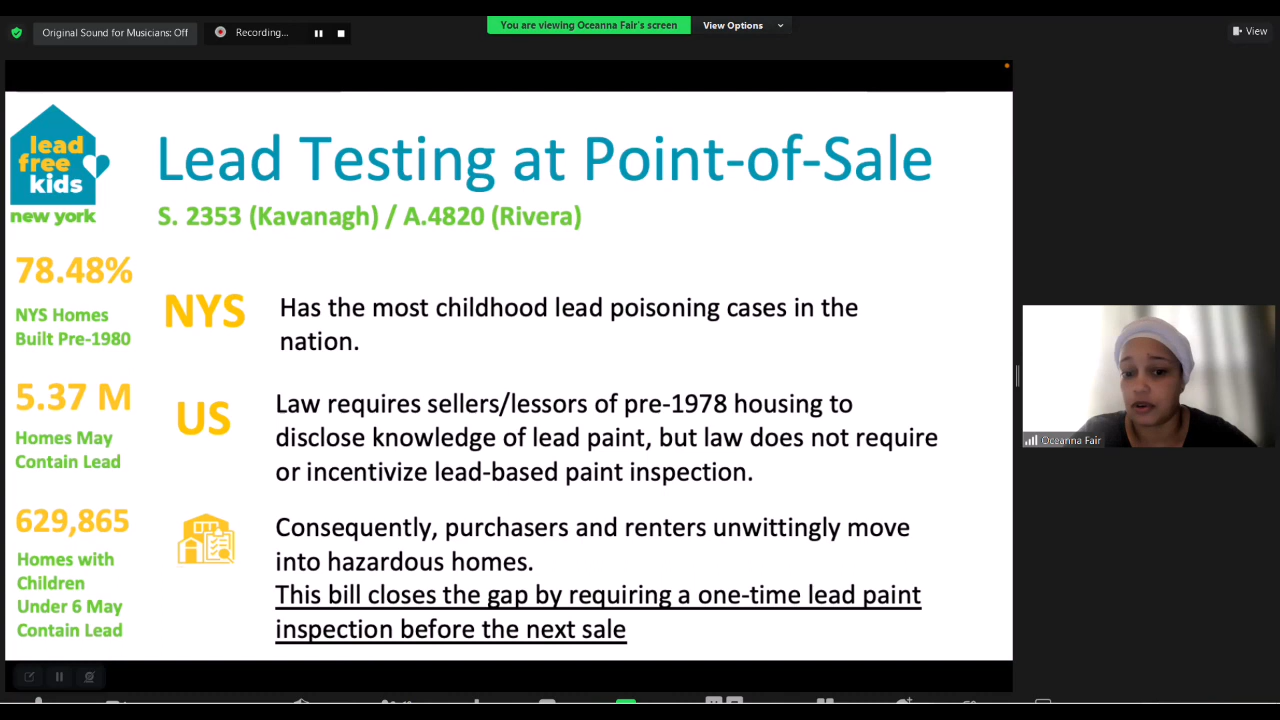 Original Sound for Musicians: Off
Recording...
You are viewing Oceanna Fair's screen
View Options
View
lead
free
kids
new york
Lead Testing at Point-of-Sale
S. 2353 (Kavanagh) / A.4820 (Rivera)
78.48%
NYS Homes
Built Pre-1980
5.37 M
Homes May
Contain Lead
629,865
Homes with
Children
Under 6 May
Contain Lead
NYS
Has the most childhood lead poisoning cases in the
nation.
US
Law requires sellers/lessors of pre-1978 housing to
disclose knowledge of lead paint, but law does not require
or incentivize lead-based paint inspection.
Consequently, purchasers and renters unwittingly move
into hazardous homes.
This bill closes the gap by requiring a one-time lead paint
inspection before the next sale
Oceanna Fair